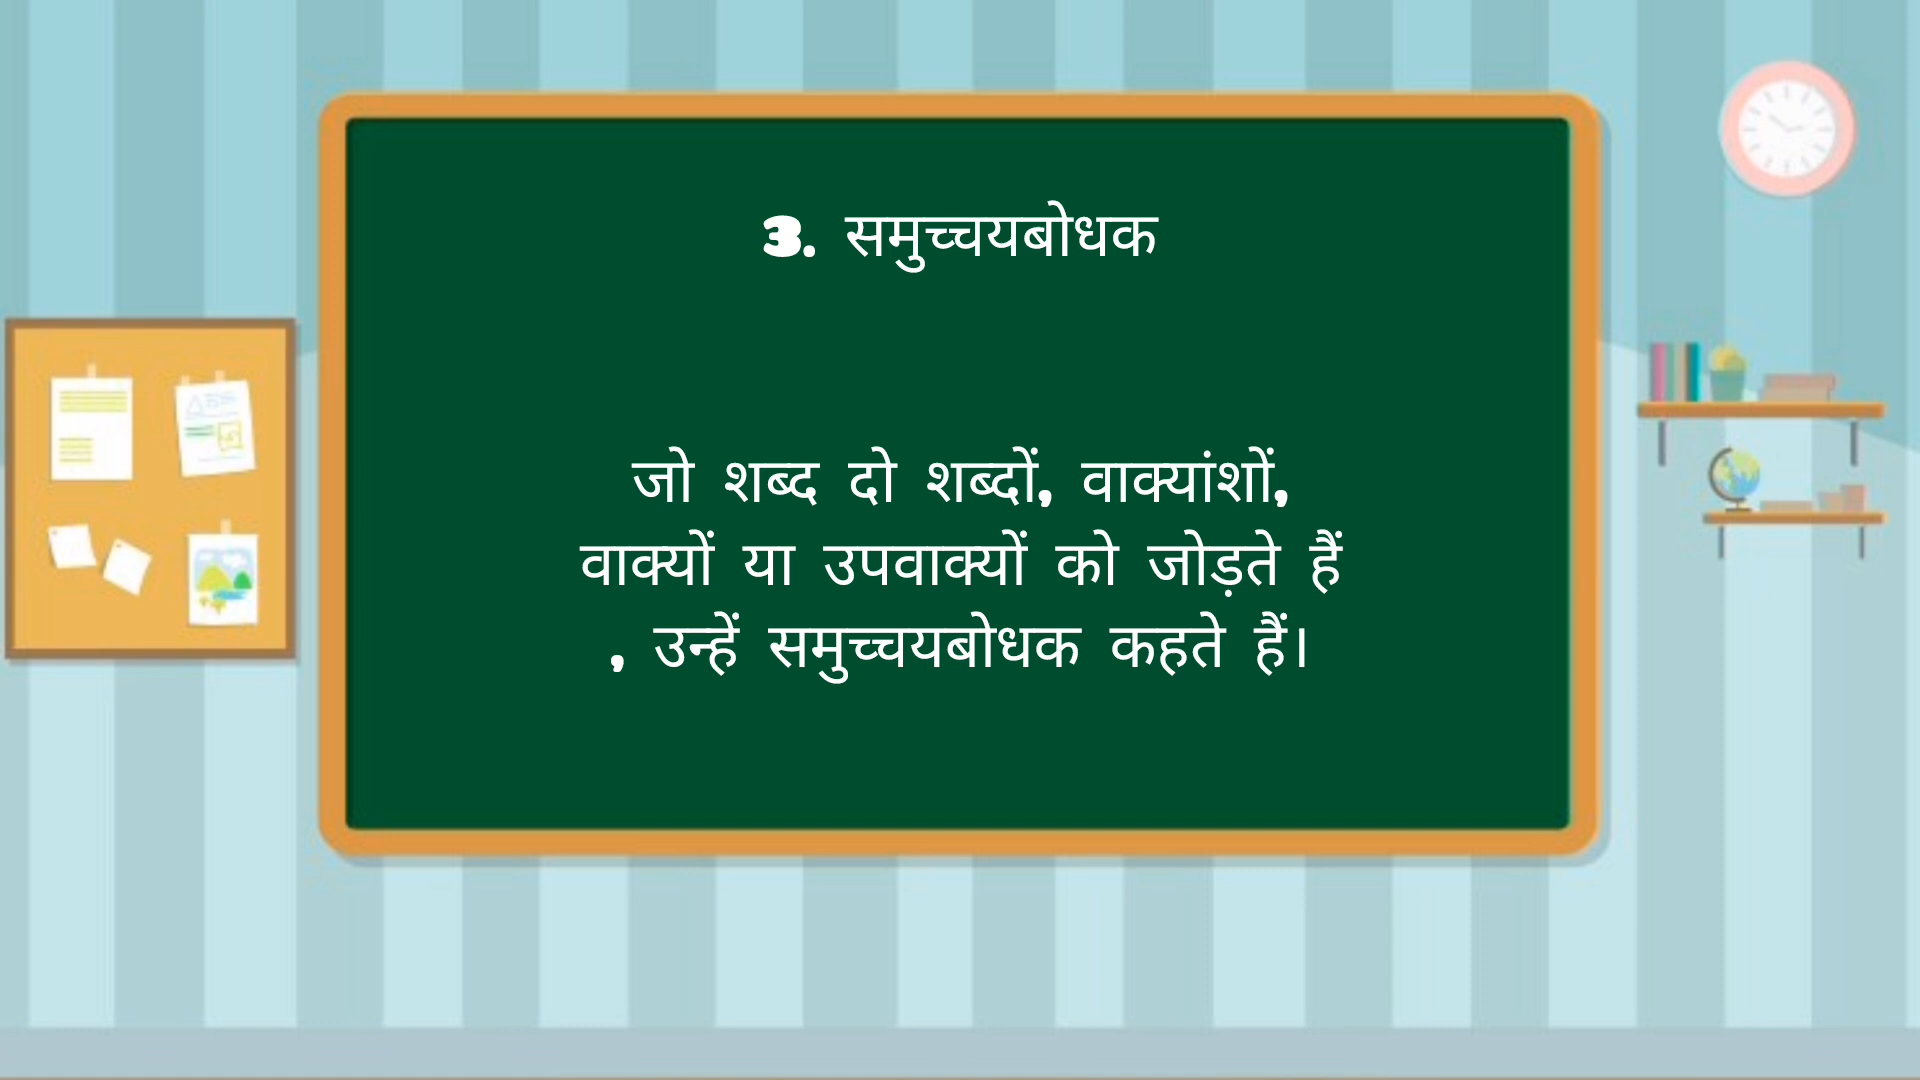 3. समुच्चयबोधक
जो शब्द दो शब्दों, वाक्यांशों,
वाक्यों या उपवाक्यों को जोड़ते हैं
, उन्हें समुच्चयबोधक कहते हैं।